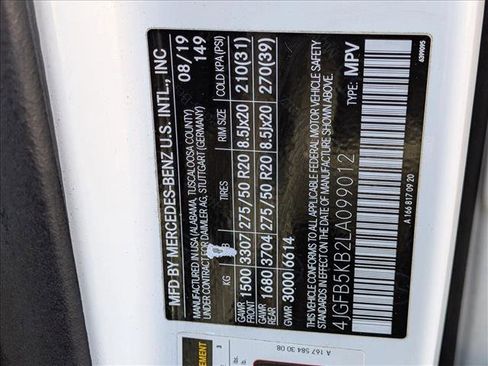 MFD BY MERCEDES-BENZ U.S. INTL., INC
IN USA (ALABAMA, TUSCALOOSA COUNTY)
UNDER CONTRACT FOR DAIMLER AG, STUTTGART (GERMANY)
08/19
149
KG TIRES RIM SIZE COLD KPA (PSI)
GAWR FRONT 1500 3307 275/50 R20 8.5Jx20 210(31)
GAWR REAR 1680 3704 275/50 R20 8.5Jx20 270(39)
GVWR 3000 6614
THIS VEHICLE CONFORMS TO ALL APPLICABLE FEDERAL MOTOR VEHICLE SAFETY
STANDARDS IN EFFECT ON THE DATE OF MANUFACTURE SHOWN ABOVE.
4JGFB5KB2LA099012 TYPE: MPV
A 166 817 09 20
A 167 584 30 08